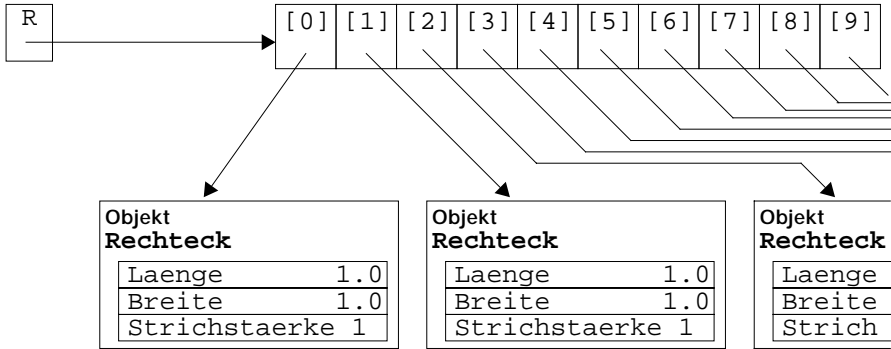 R
[0] [1] [2] [3] [4] [5] [6] [7] [8] [9]
Objekt
Rechteck
Laenge 1.0
Breite 1.0
Strichstaerke 1
Objekt
Rechteck
Laenge 1.0
Breite 1.0
Strichstaerke 1
Objekt
Rechteck
Laenge
Breite
Strich